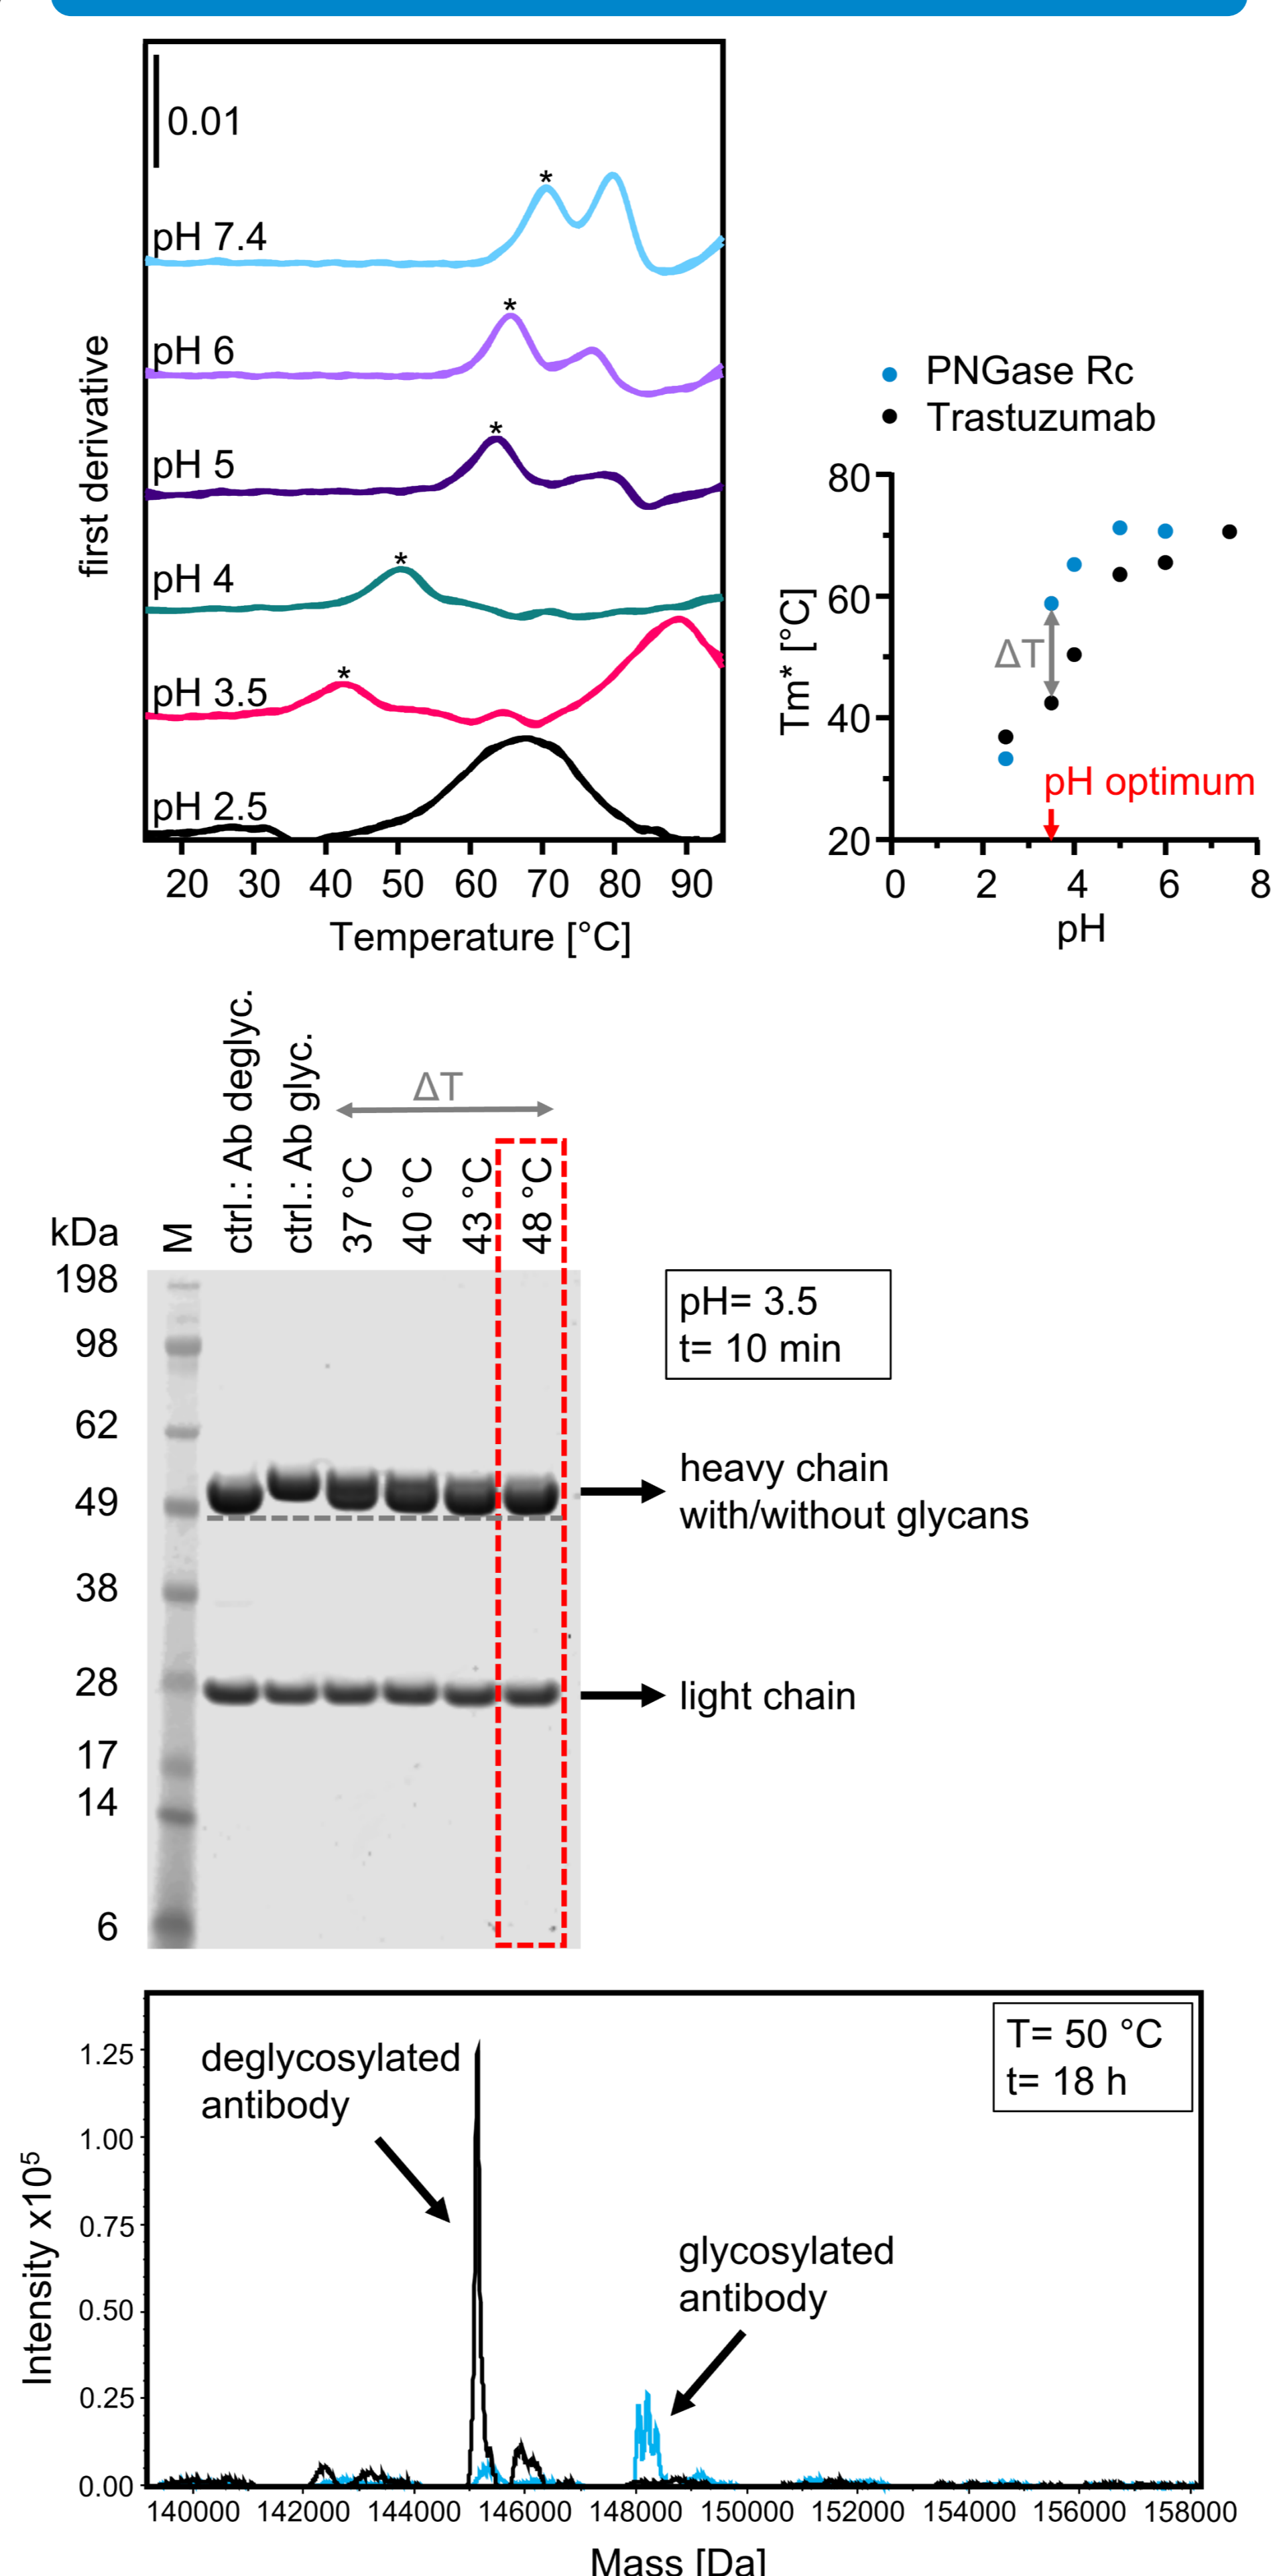 0.01
pH 7.4
*
pH 6
*
pH 5
*
pH 4
*
pH 3.5
*
pH 2.5
first derivative
20 30 40 50 60 70 80 90
Temperature [°C]
PNGase Rc
Trastuzumab
80
60
40
20
Tm* [°C]
ΔT
pH optimum
0 2 4 6 8
pH
ΔT
kDa
M
ctrl.: Ab deglyc.
ctrl.: Ab glyc.
37 °C
40 °C
43 °C
48 °C
198
98
62
49
38
28
17
14
6
pH= 3.5
t= 10 min
heavy chain
with/without glycans
light chain
T= 50 °C
t= 18 h
deglycosylated
antibody
glycosylated
antibody
Intensity x10⁵
1.25
1.00
0.75
0.50
0.25
0.00
140000 142000 144000 146000 148000 150000 152000 154000 156000 158000
Mass [Da]